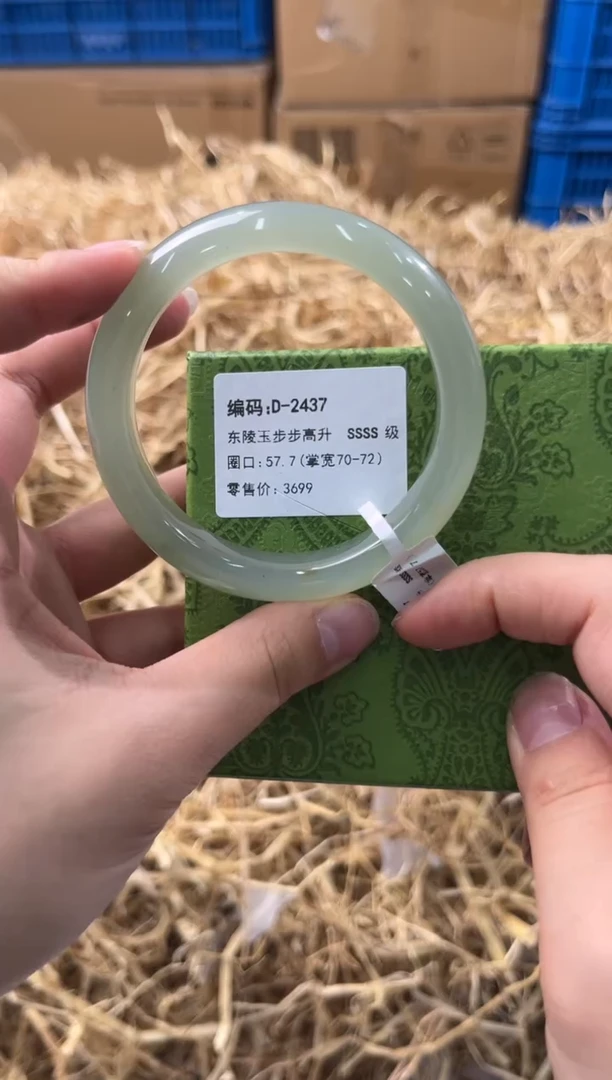 编码:D-2437
东陵玉步步高升 SSSS 级
圈口:57.7(掌宽70-72)
零售价: 3699